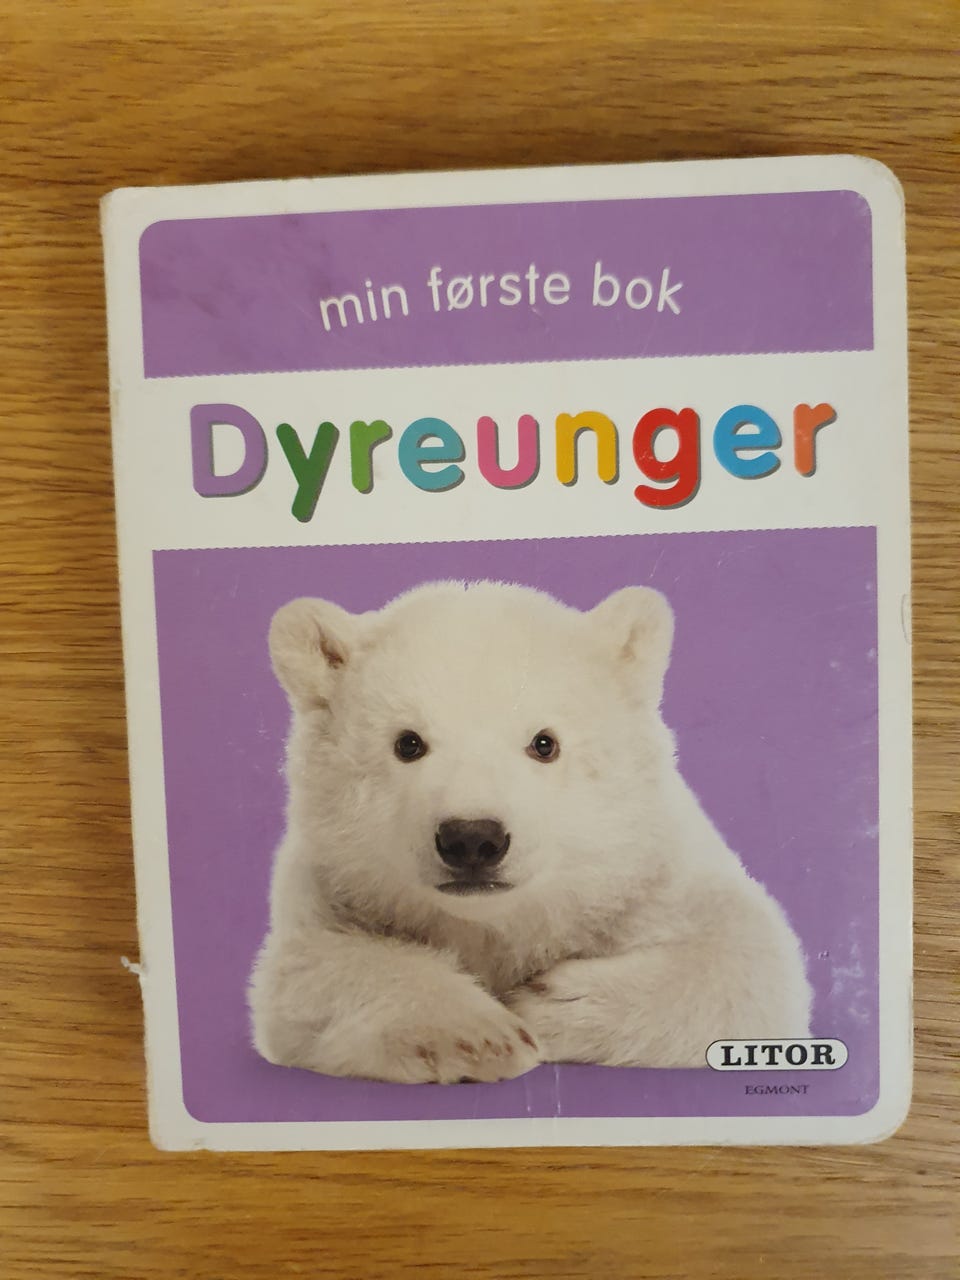 min første bok
Dyreunger
LITOR
EGMONT